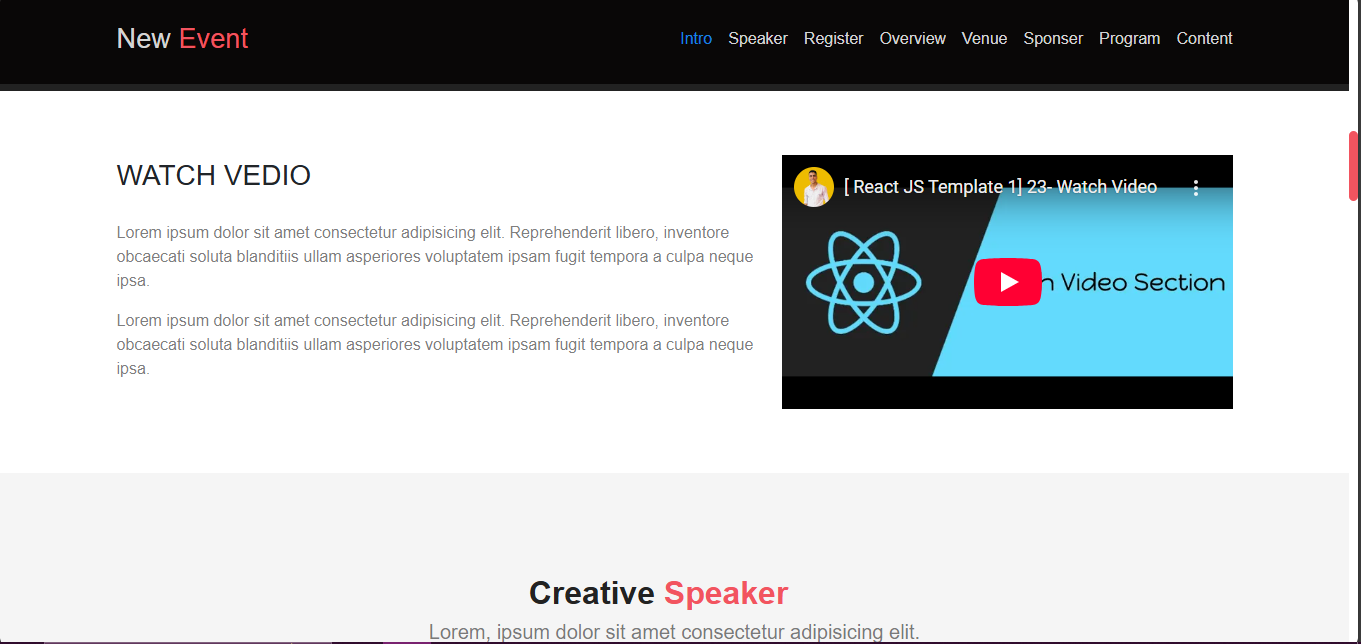 New Event
Intro Speaker Register Overview Venue Sponser Program Content
WATCH VEDIO
Lorem ipsum dolor sit amet consectetur adipisicing elit. Reprehenderit libero, inventore
obcaecati soluta blanditiis ullam asperiores voluptatem ipsam fugit tempora a culpa neque
ipsa.
Lorem ipsum dolor sit amet consectetur adipisicing elit. Reprehenderit libero, inventore
obcaecati soluta blanditiis ullam asperiores voluptatem ipsam fugit tempora a culpa neque
ipsa.
[ React JS Template 1] 23- Watch Video
Video Section
Creative Speaker
Lorem, ipsum dolor sit amet consectetur adipisicing elit.